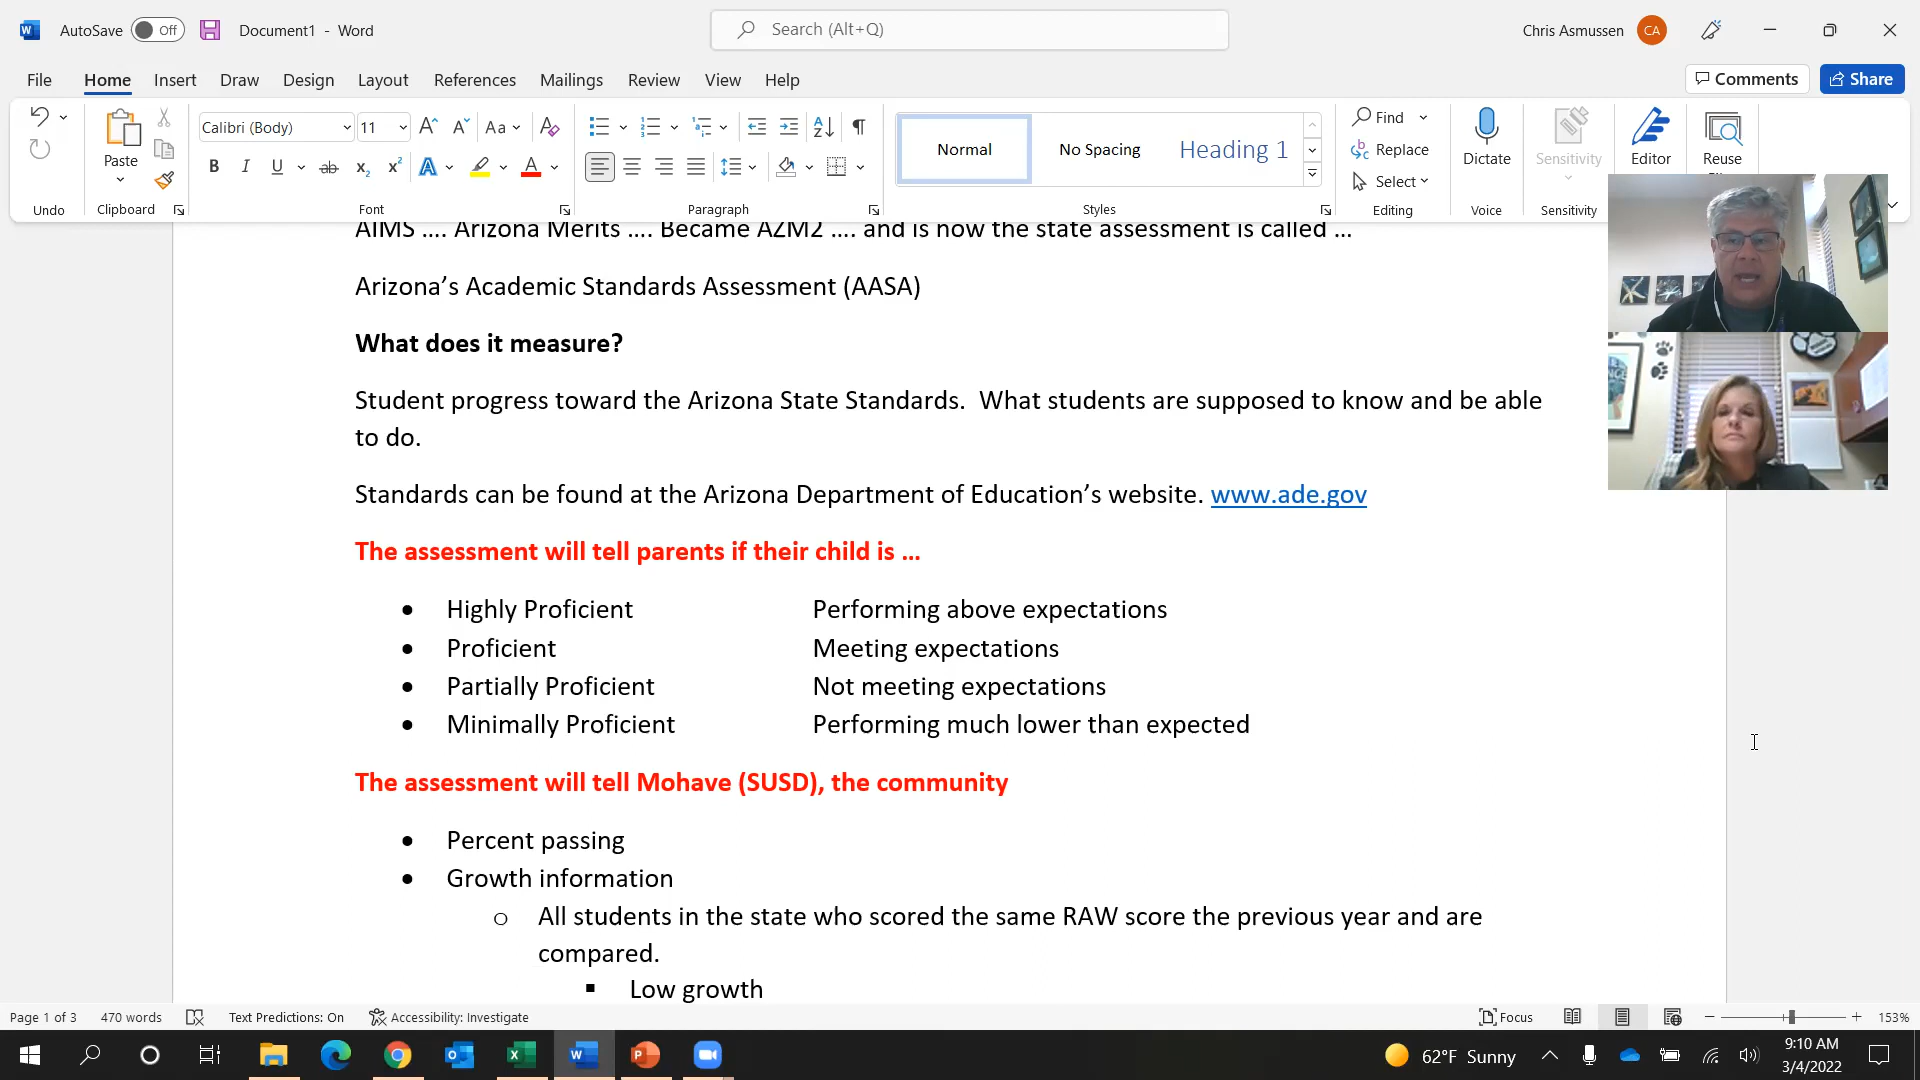 AutoSave Off Document1 - Word Search (Alt+Q) Chris Asmussen CA
File Home Insert Draw Design Layout References Mailings Review View Help Comments Share
Calibri (Body) 11 Aa Normal No Spacing Heading 1 Find
Paste Replace Dictate Sensitivity Editor Reuse
Select
Undo Clipboard Font Paragraph Styles Editing Voice Sensitivity
AIMS .... Arizona Merits .... Became AZM2 .... and is now the state assessment is called ...
Arizona’s Academic Standards Assessment (AASA)
What does it measure?
Student progress toward the Arizona State Standards.  What students are supposed to know and be able
to do.
Standards can be found at the Arizona Department of Education’s website. www.ade.gov
The assessment will tell parents if their child is ...
• Highly Proficient Performing above expectations
• Proficient Meeting expectations
• Partially Proficient Not meeting expectations
• Minimally Proficient Performing much lower than expected
The assessment will tell Mohave (SUSD), the community
• Percent passing
• Growth information
o All students in the state who scored the same RAW score the previous year and are
compared.
▪ Low growth
Page 1 of 3 470 words Text Predictions: On Accessibility: Investigate Focus 153%
62°F Sunny 9:10 AM
3/4/2022